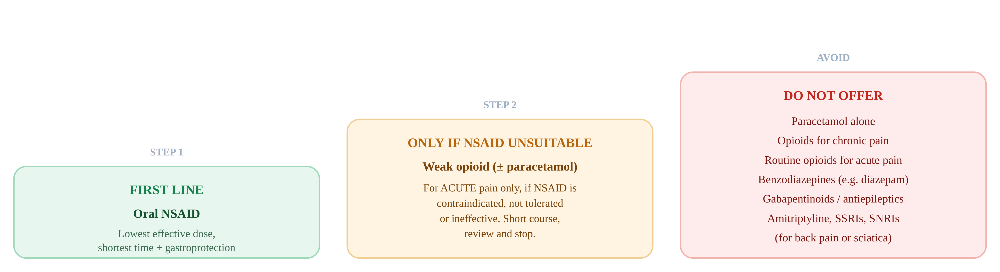 STEP 1
FIRST LINE
Oral NSAID
Lowest effective dose,
shortest time + gastroprotection
STEP 2
ONLY IF NSAID UNSUITABLE
Weak opioid (± paracetamol)
For ACUTE pain only, if NSAID is
contraindicated, not tolerated
or ineffective. Short course,
review and stop.
AVOID
DO NOT OFFER
Paracetamol alone
Opioids for chronic pain
Routine opioids for acute pain
Benzodiazepines (e.g. diazepam)
Gabapentinoids / antiepileptics
Amitriptyline, SSRIs, SNRIs
(for back pain or sciatica)